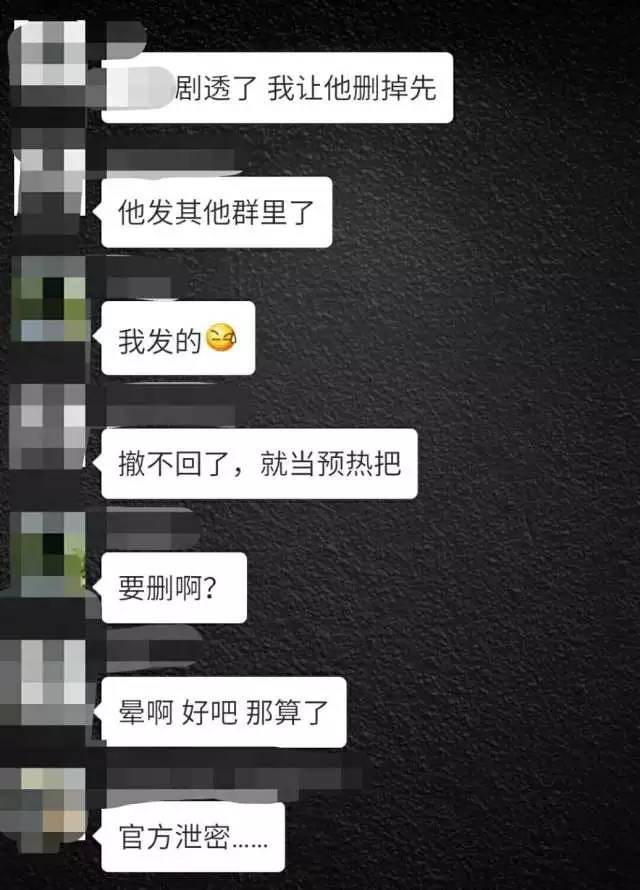 剧透了 我让他删掉先
他发其他群里了
我发的
撤不回了，就当预热把
要删啊？
晕啊 好吧 那算了
官方泄密……